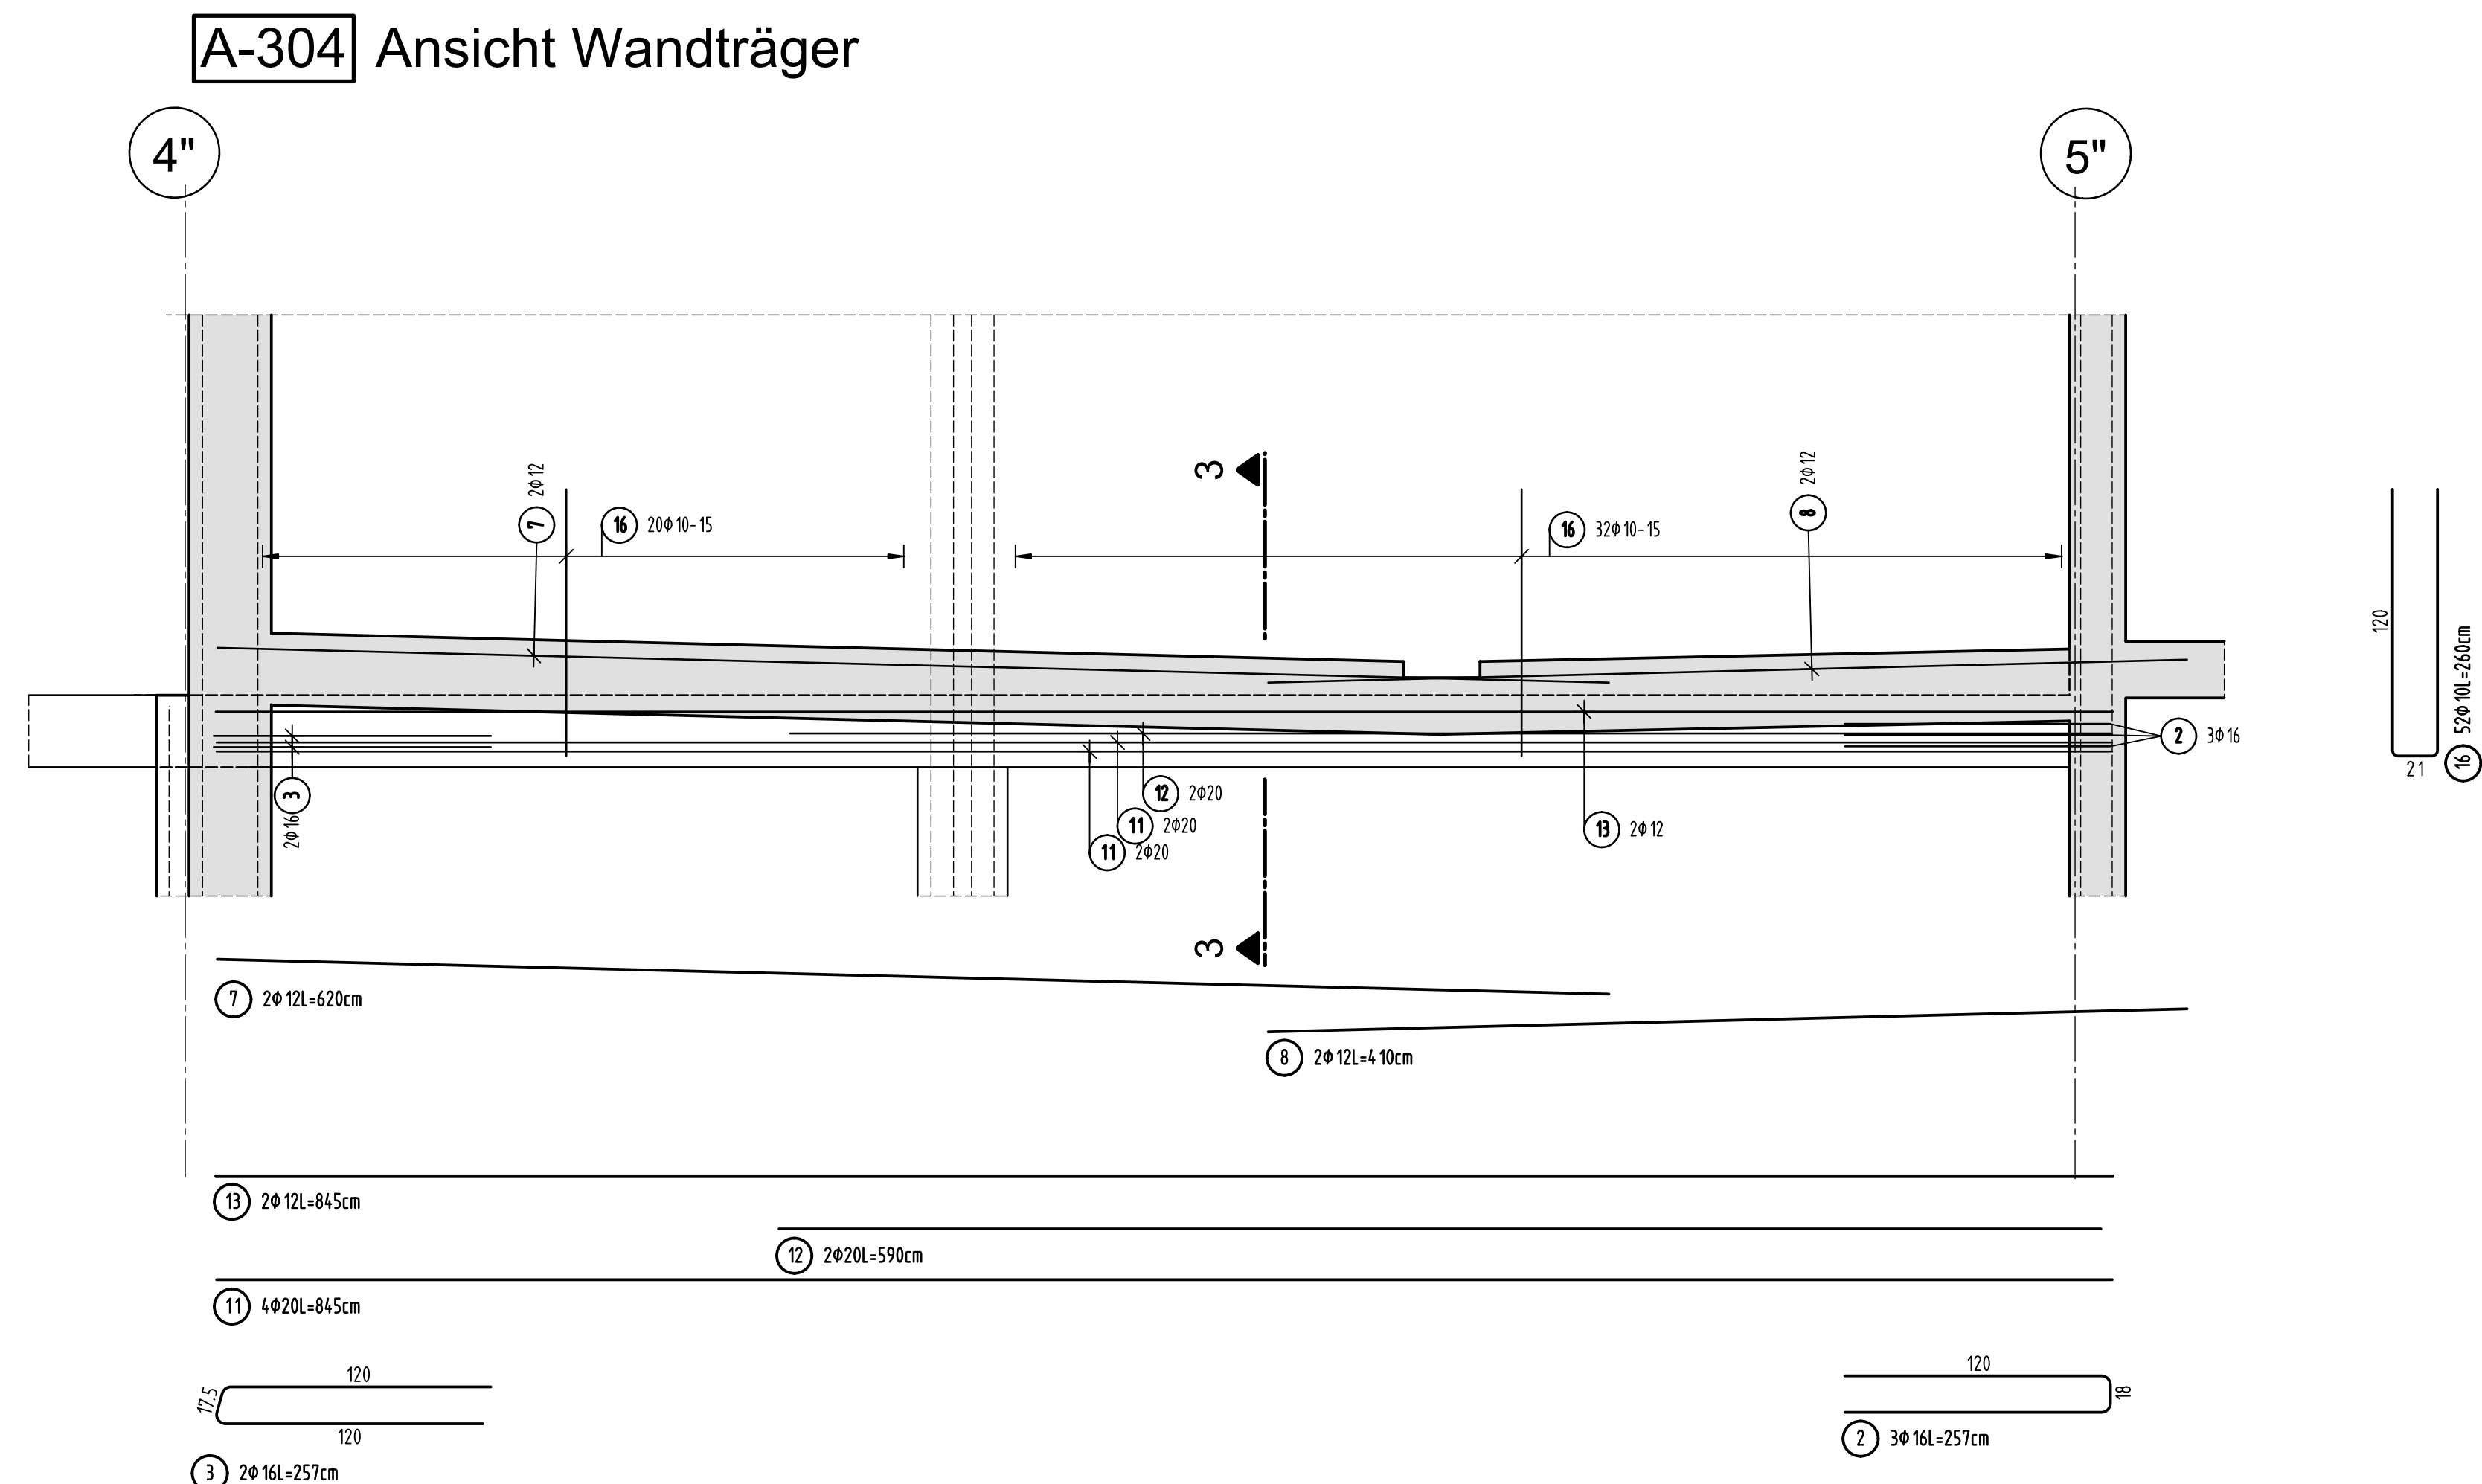 A-304 Ansicht Wandträger
4"
5"
2Φ12
7
16 20Φ10-15
3
16 32Φ10-15
8
2Φ12
120
21
16 52Φ10L=260cm
2 3Φ16
3
2Φ16
12 2Φ20
11 2Φ20
11 2Φ20
13 2Φ12
3
7 2Φ12L=620cm
8 2Φ12L=410cm
13 2Φ12L=845cm
12 2Φ20L=590cm
11 4Φ20L=845cm
120
17.5
120
3 2Φ16L=257cm
120
18
2 3Φ16L=257cm